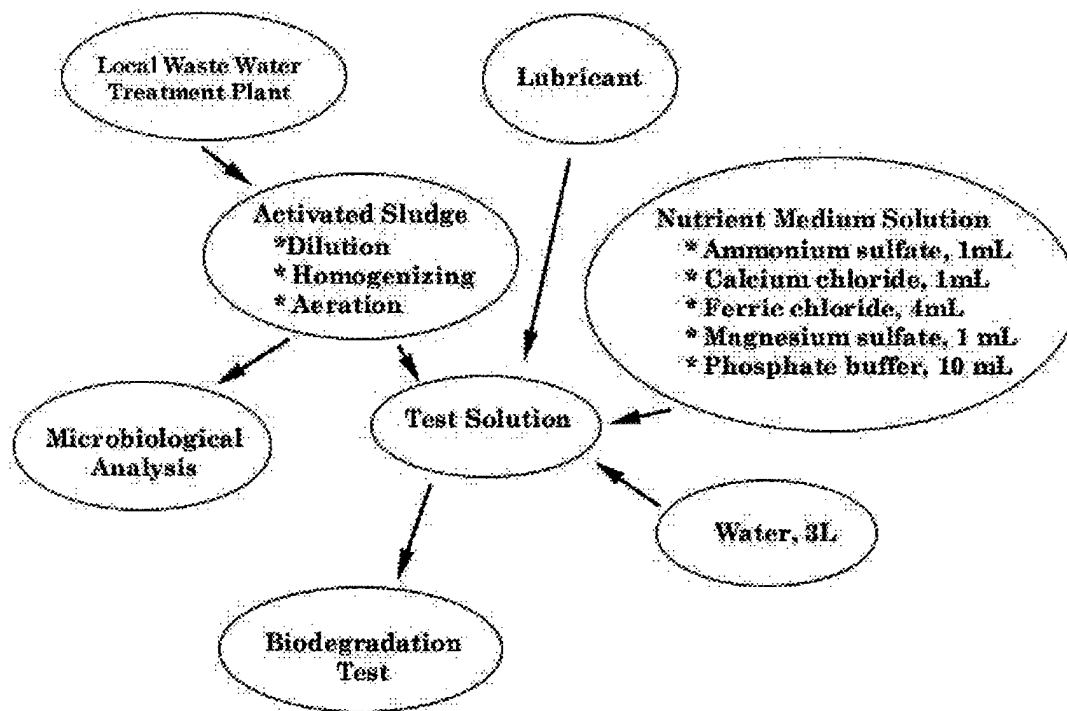 Local Waste Water
Treatment Plant
Lubricant
Activated Sludge
*Dilution
* Homogenizing
* Aeration
Nutrient Medium Solution
* Ammonium sulfate, 1mL
* Calcium chloride, 1mL
* Ferric chloride, 4mL
* Magnesium sulfate, 1 mL
* Phosphate buffer, 10 mL
Test Solution
Microbiological
Analysis
Water, 3L
Biodegradation
Test